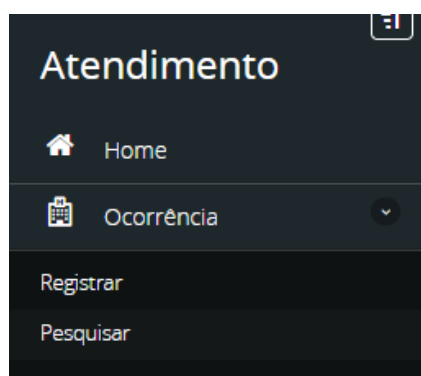 Atendimento
Home
Ocorrência
Registrar
Pesquisar